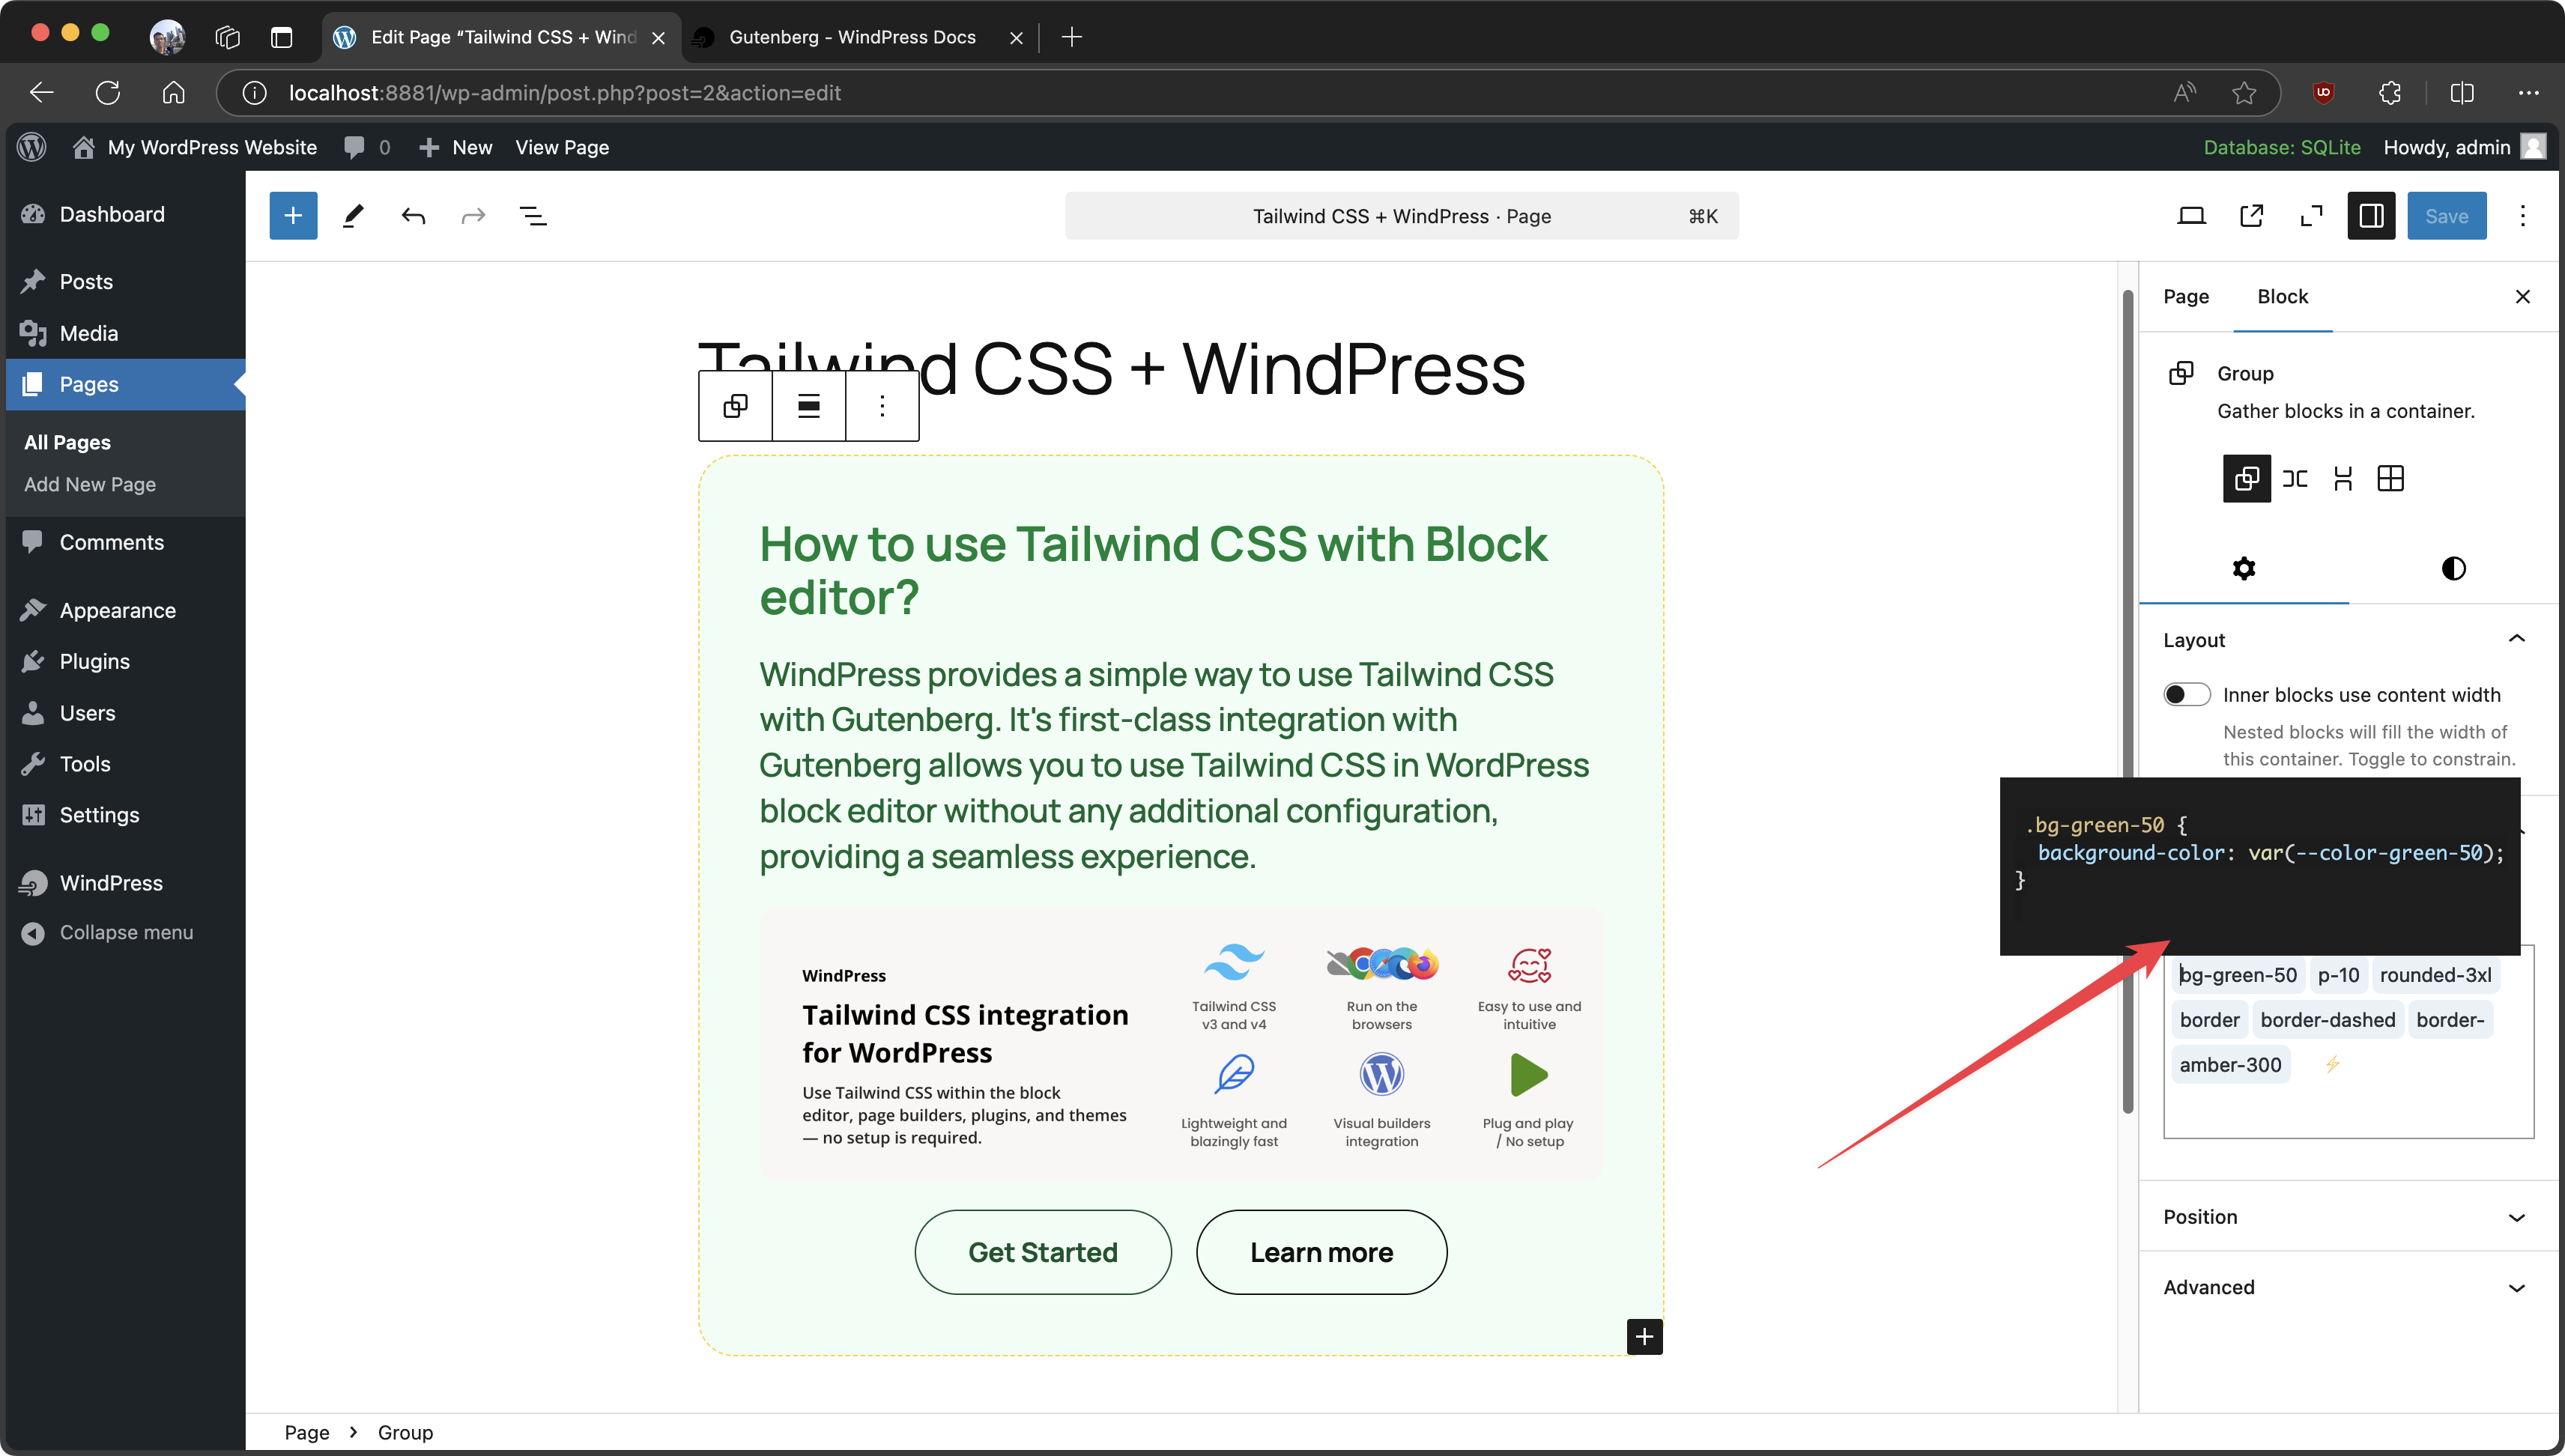 Edit Page “Tailwind CSS + Wind
Gutenberg - WindPress Docs
localhost:8881/wp-admin/post.php?post=2&action=edit
My WordPress Website
0
New
View Page
Database: SQLite
Howdy, admin
Dashboard
Posts
Media
Pages
All Pages
Add New Page
Comments
Appearance
Plugins
Users
Tools
Settings
WindPress
Collapse menu
Tailwind CSS + WindPress · Page
⌘K
Save
Tailwind CSS + WindPress
How to use Tailwind CSS with Block
editor?
WindPress provides a simple way to use Tailwind CSS
with Gutenberg. It's first-class integration with
Gutenberg allows you to use Tailwind CSS in WordPress
block editor without any additional configuration,
providing a seamless experience.
WindPress
Tailwind CSS integration
for WordPress
Use Tailwind CSS within the block
editor, page builders, plugins, and themes
— no setup is required.
Tailwind CSS
v3 and v4
Run on the
browsers
Easy to use and
intuitive
Lightweight and
blazingly fast
Visual builders
integration
Plug and play
/ No setup
Get Started
Learn more
Page
Block
Group
Gather blocks in a container.
Layout
Inner blocks use content width
Nested blocks will fill the width of
this container. Toggle to constrain.
.bg-green-50 {
background-color: var(--color-green-50);
}
bg-green-50 p-10 rounded-3xl
border border-dashed border-
amber-300
Position
Advanced
Page › Group